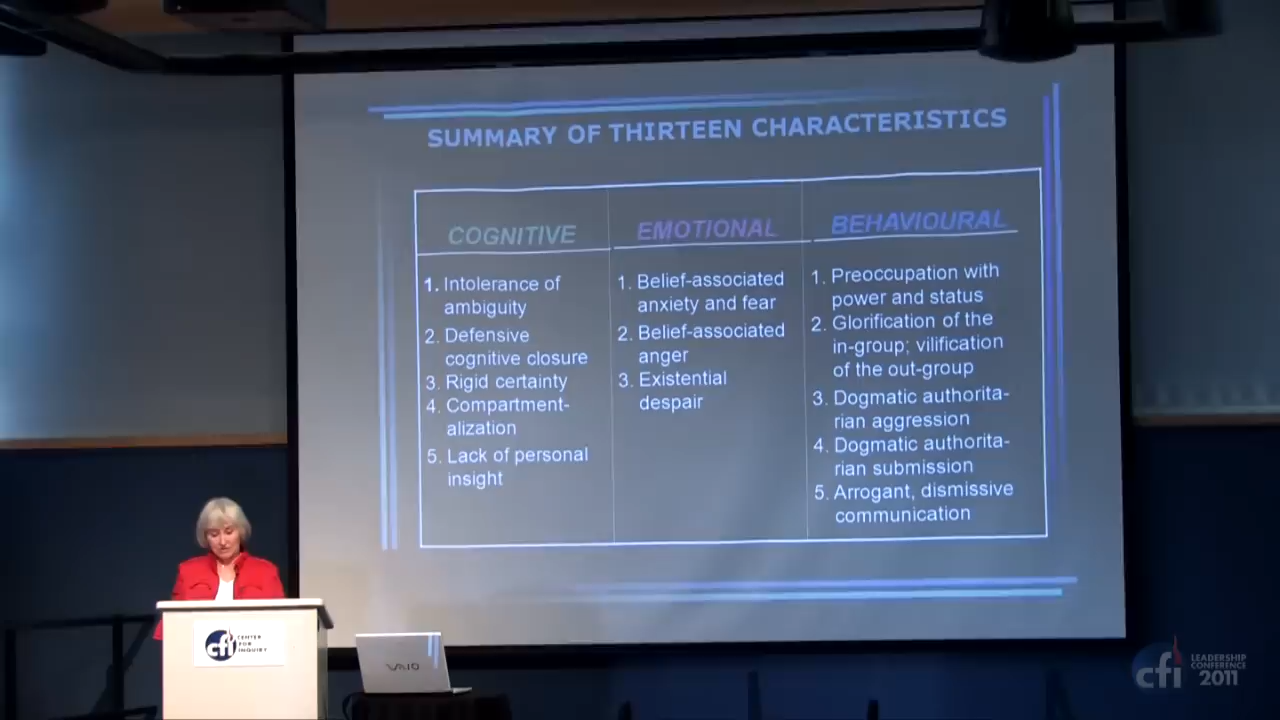 SUMMARY OF THIRTEEN CHARACTERISTICS
COGNITIVE
1. Intolerance of
ambiguity
2. Defensive
cognitive closure
3. Rigid certainty
4. Compartment-
alization
5. Lack of personal
insight
EMOTIONAL
1. Belief-associated
anxiety and fear
2. Belief-associated
anger
3. Existential
despair
BEHAVIOURAL
1. Preoccupation with
power and status
2. Glorification of the
in-group; vilification
of the out-group
3. Dogmatic authorita-
rian aggression
4. Dogmatic authorita-
rian submission
5. Arrogant, dismissive
communication
cfi
CENTER
FOR
INQUIRY
VAIO
cfi
LEADERSHIP
CONFERENCE
2011